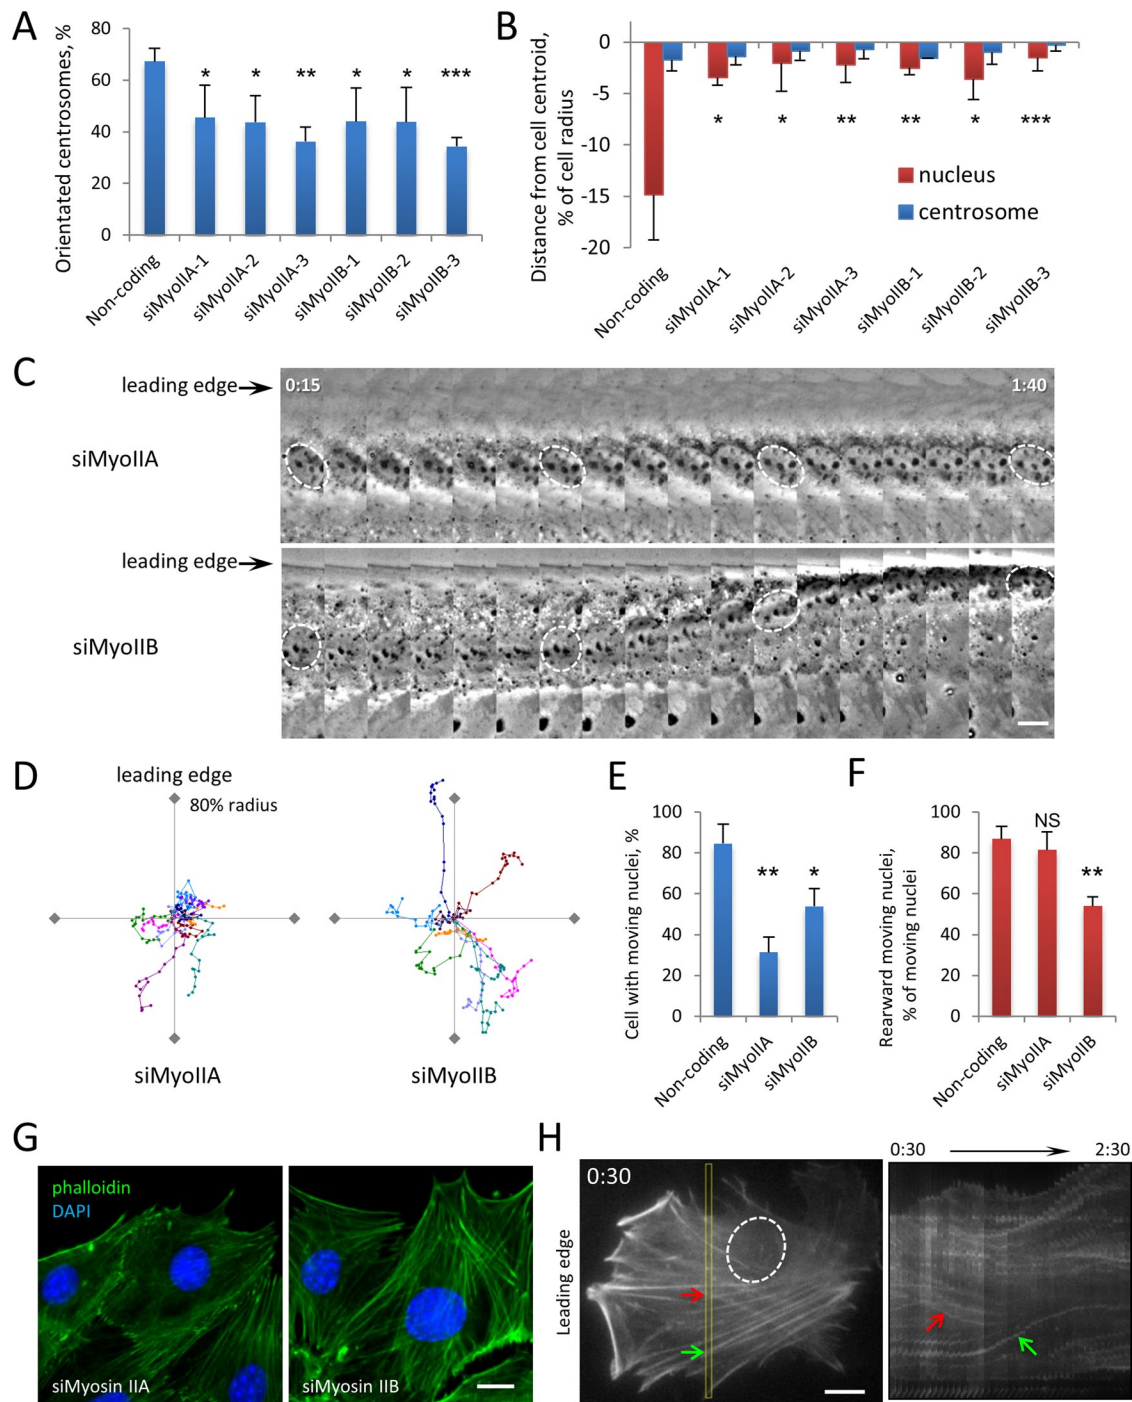 A
Orientated centrosomes, %
80
60
40
20
0
* * ** * * ***
Non-coding
siMyoIIA-1
siMyoIIA-2
siMyoIIA-3
siMyoIIB-1
siMyoIIB-2
siMyoIIB-3
B
Distance from cell centroid,
% of cell radius
0
-5
-10
-15
-20
* * ** ** * ***
nucleus
centrosome
Non-coding
siMyoIIA-1
siMyoIIA-2
siMyoIIA-3
siMyoIIB-1
siMyoIIB-2
siMyoIIB-3
C
leading edge
0:15
1:40
siMyoIIA
leading edge
siMyoIIB
D
leading edge
80% radius
siMyoIIA
siMyoIIB
E
Cell with moving nuclei, %
100
80
60
40
20
0
** *
Non-coding
siMyoIIA
siMyoIIB
F
Rearward moving nuclei,
% of moving nuclei
100
80
60
40
20
0
NS
**
Non-coding
siMyoIIA
siMyoIIB
G
phalloidin
DAPI
siMyosin IIA
siMyosin IIB
H
Leading edge
0:30
0:30
2:30